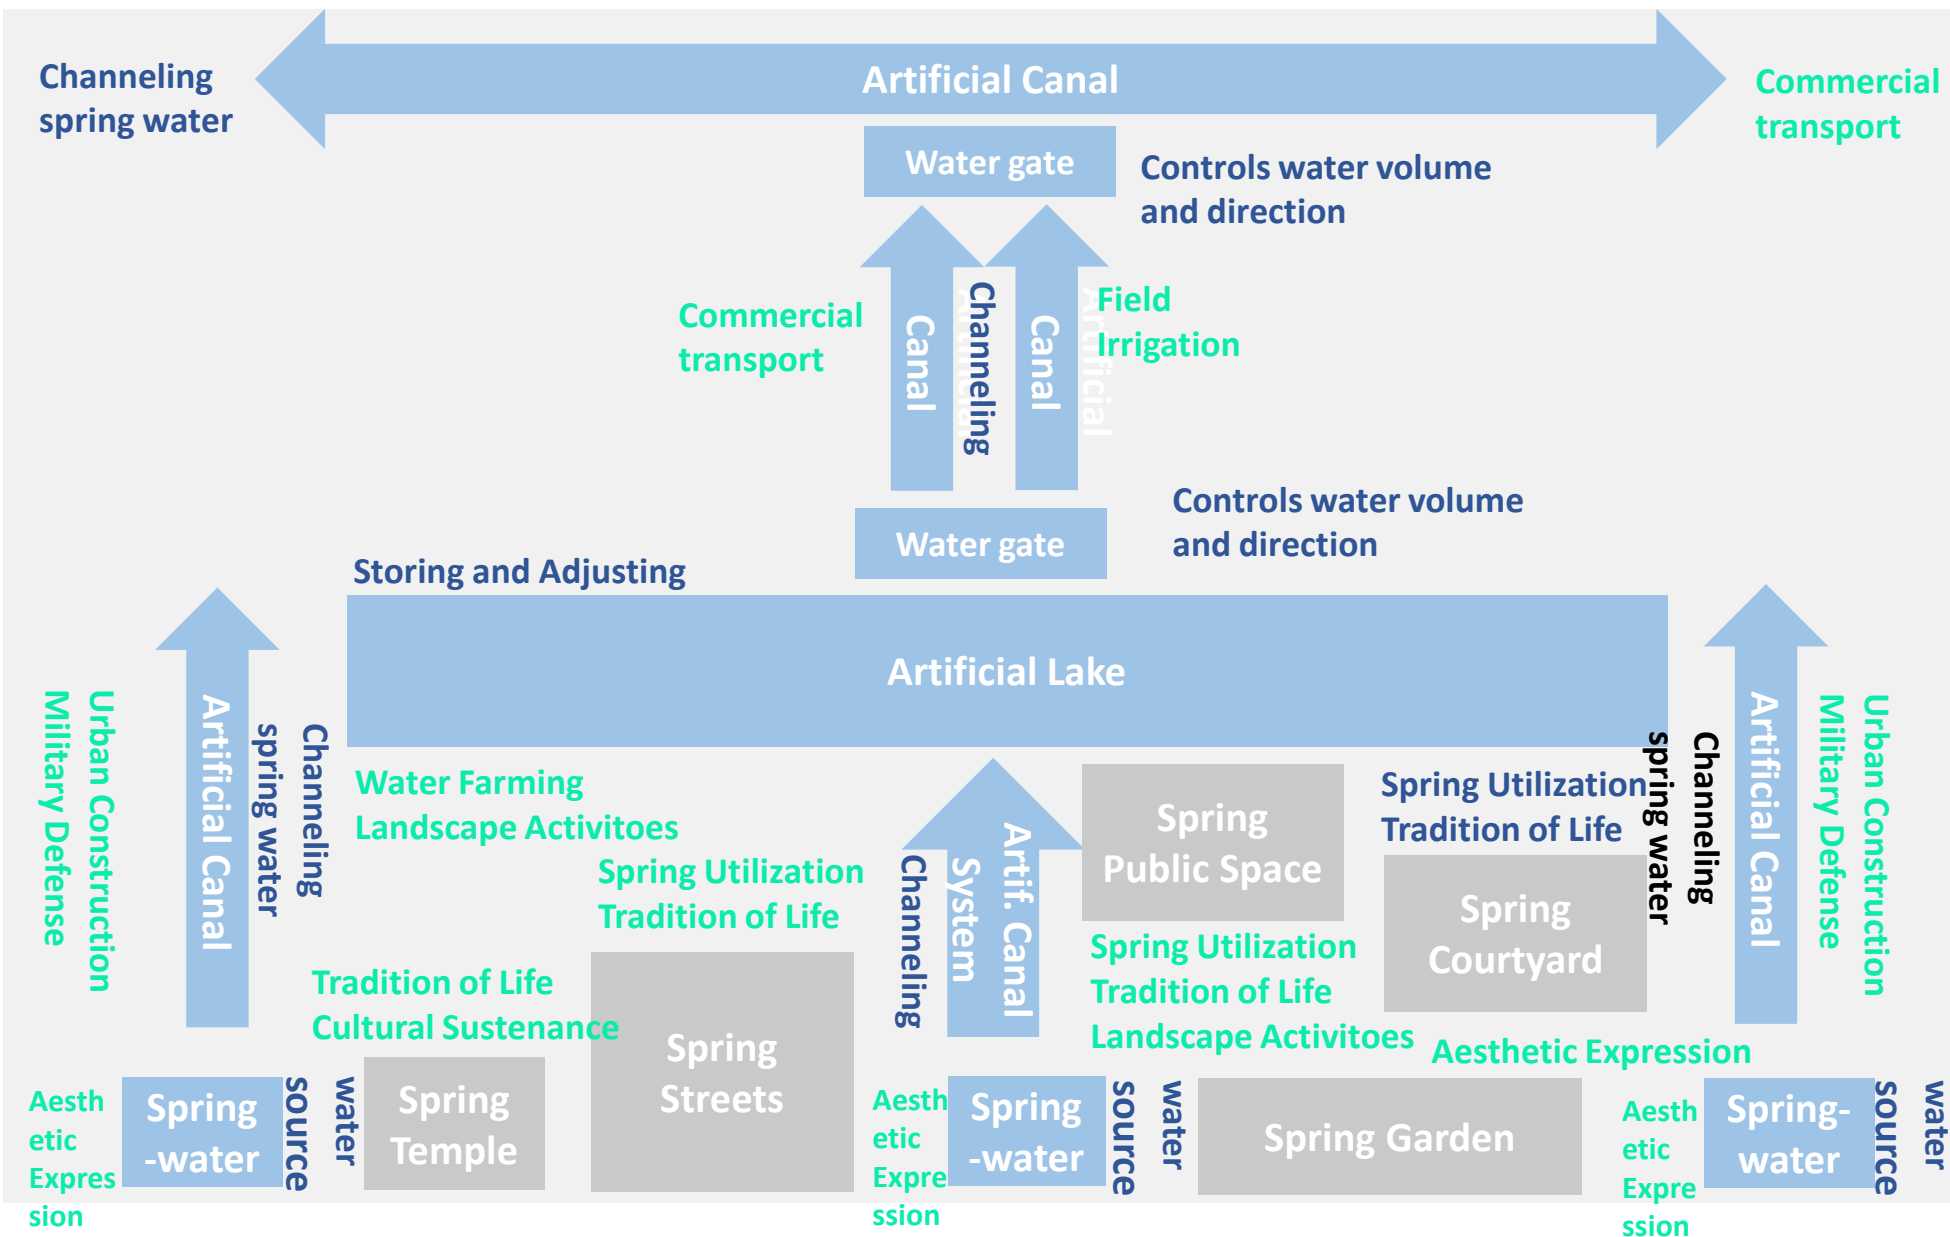 Channeling
spring water
Artificial Canal
Commercial
transport
Water gate
Controls water volume
and direction
Commercial
transport
Artificial
Canal
Channeling
Artificial
Canal
Field
Irrigation
Water gate
Controls water volume
and direction
Storing and Adjusting
Artificial Lake
Urban Construction
Military Defense
Artificial Canal
Channeling
spring water
Water Farming
Landscape Activitoes
Spring Utilization
Tradition of Life
Tradition of Life
Cultural Sustenance
Spring
Streets
Channeling
Artif. Canal
System
Spring
Public Space
Spring Utilization
Tradition of Life
Landscape Activitoes
Spring Utilization
Tradition of Life
Spring
Courtyard
Channeling
spring water
Artificial Canal
Urban Construction
Military Defense
Aesthetic Expression
Aesth
etic
Expres
sion
Spring
-water
water
source
Spring
Temple
Aesth
etic
Expre
ssion
Spring
-water
water
source
Spring Garden
Aesth
etic
Expre
ssion
Spring-
water
water
source